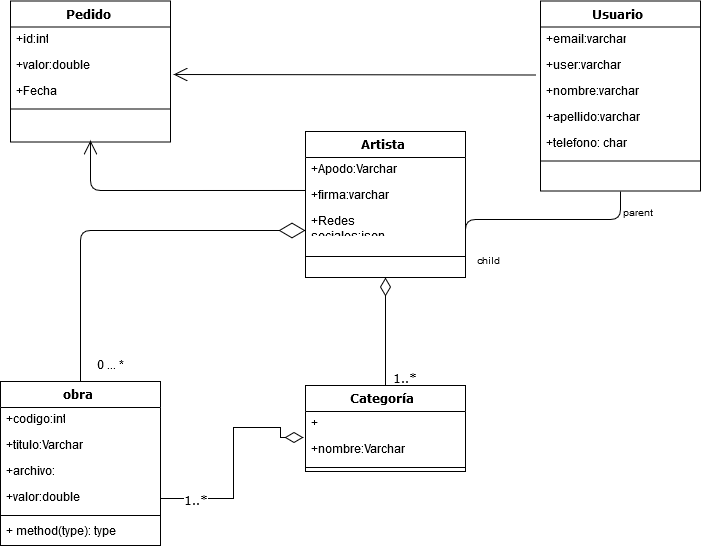 Pedido
+id:int
+valor:double
+Fecha
Usuario
+email:varchar
+user:varchar
+nombre:varchar
+apellido:varchar
+telefono: char
Artista
+Apodo:Varchar
+firma:varchar
+Redes
sociales:json
parent
child
0 ... *
1..*
obra
+codigo:int
+titulo:Varchar
+archivo:
+valor:double
+ method(type): type
Categoría
+
+nombre:Varchar
1..*